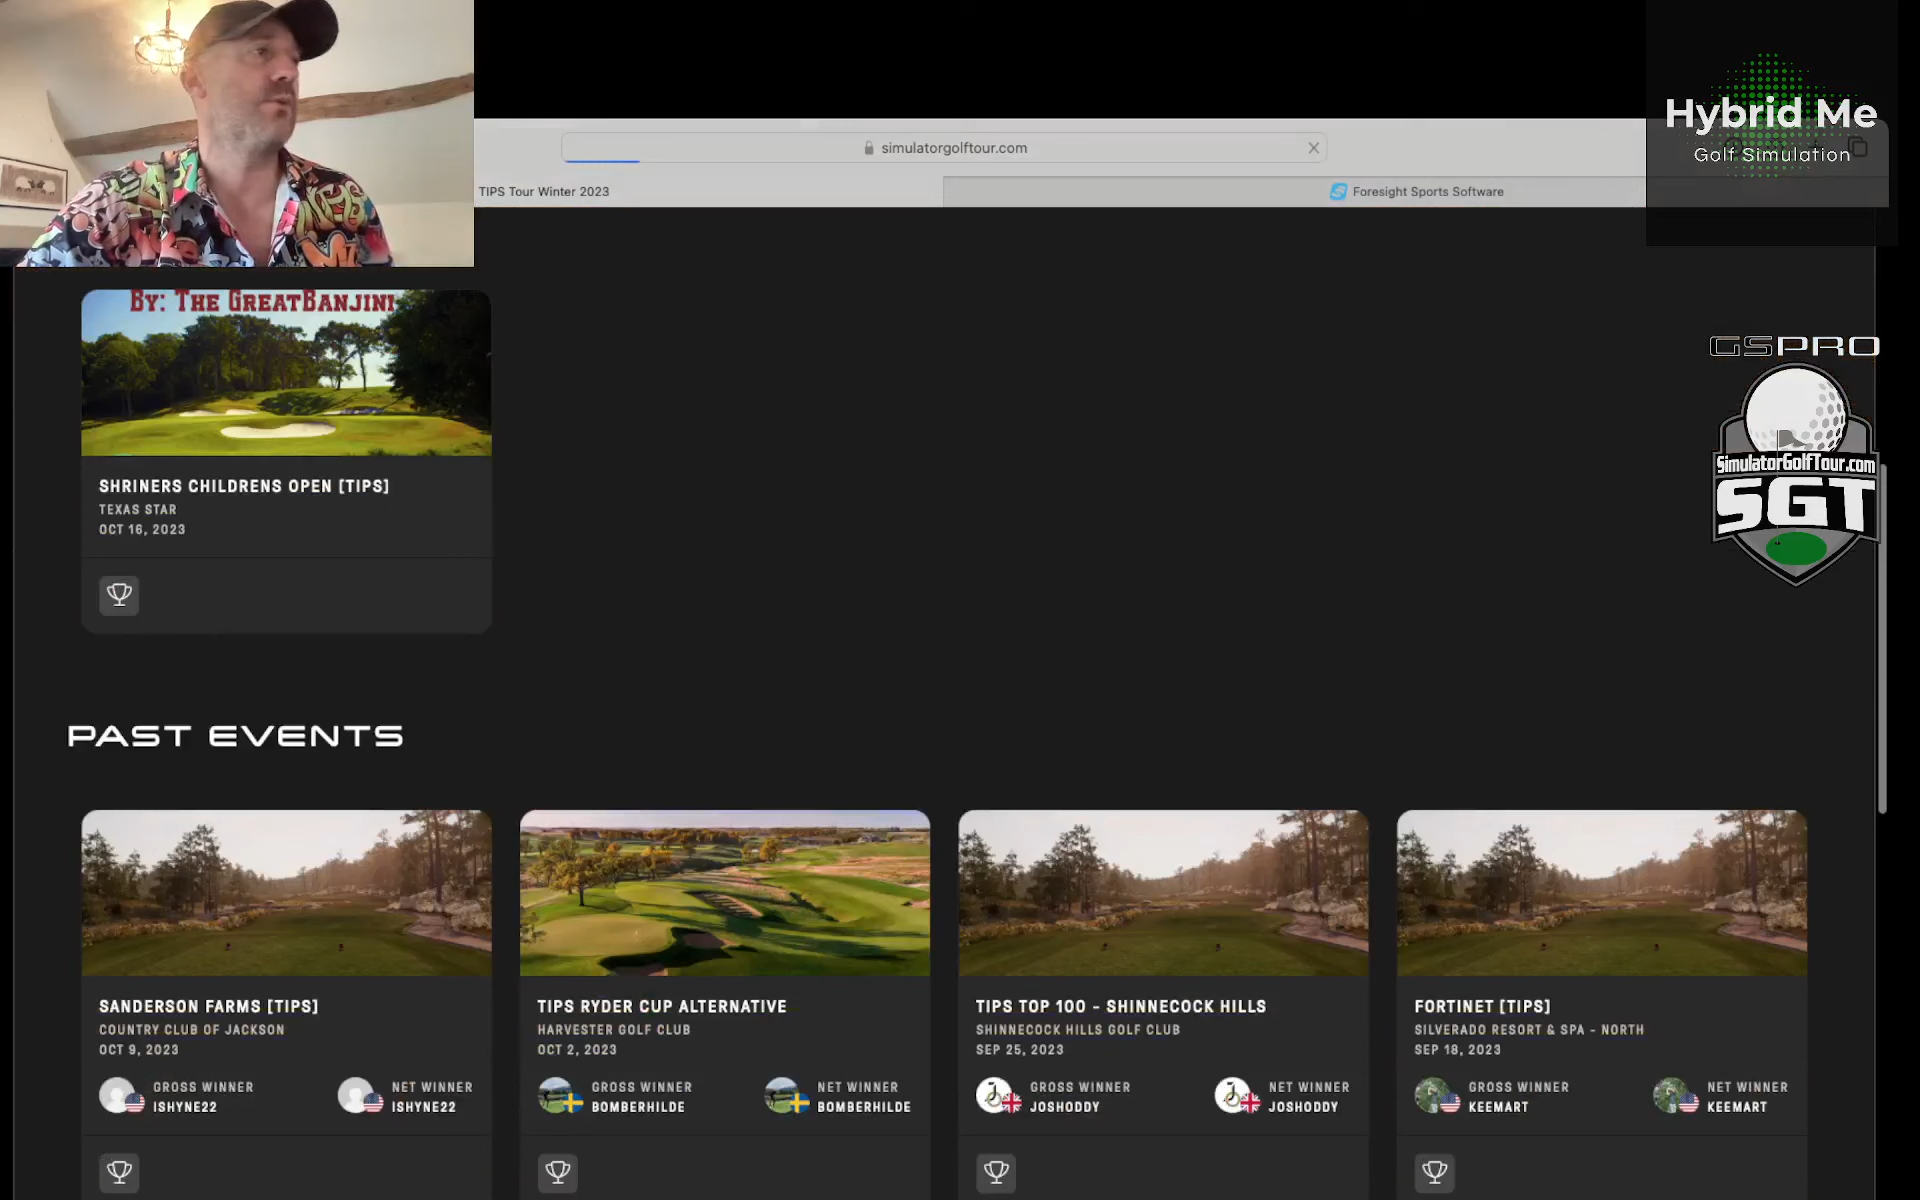 Hybrid Me
Golf Simulation
simulatorgolftour.com
TIPS Tour Winter 2023
Foresight Sports Software
BY: THE GREATBANJINI
GSPRO
SimulatorGolfTour.com
SGT
SHRINERS CHILDRENS OPEN [TIPS]
TEXAS STAR
OCT 16, 2023
PAST EVENTS
SANDERSON FARMS [TIPS]
COUNTRY CLUB OF JACKSON
OCT 9, 2023
GROSS WINNER
ISHYNE22
NET WINNER
ISHYNE22
TIPS RYDER CUP ALTERNATIVE
HARVESTER GOLF CLUB
OCT 2, 2023
GROSS WINNER
BOMBERHILDE
NET WINNER
BOMBERHILDE
TIPS TOP 100 - SHINNECOCK HILLS
SHINNECOCK HILLS GOLF CLUB
SEP 25, 2023
GROSS WINNER
JOSHODDY
NET WINNER
JOSHODDY
FORTINET [TIPS]
SILVERADO RESORT & SPA - NORTH
SEP 18, 2023
GROSS WINNER
KEEMART
NET WINNER
KEEMART